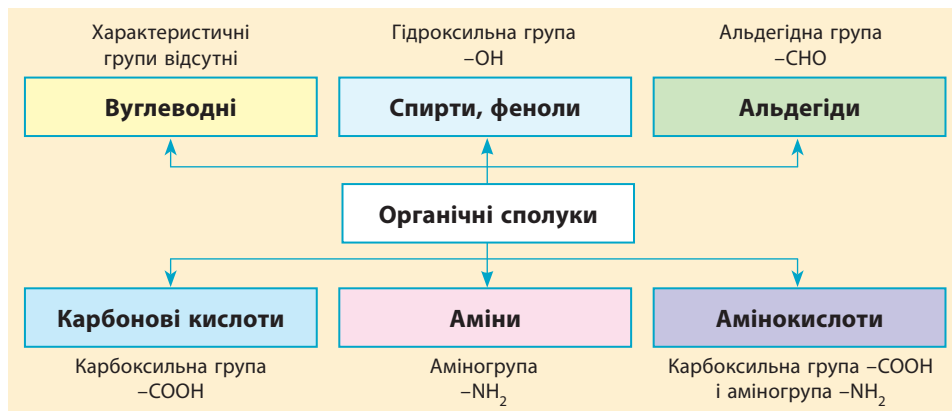 Характеристичні
групи відсутні
Вуглеводні
Гідроксильна група
–OH
Спирти, феноли
Альдегідна група
–CHO
Альдегіди
Органічні сполуки
Карбонові кислоти
Карбоксильна група
–COOH
Аміни
Аміногрупа
–NH₂
Амінокислоти
Карбоксильна група –COOH
і аміногрупа –NH₂